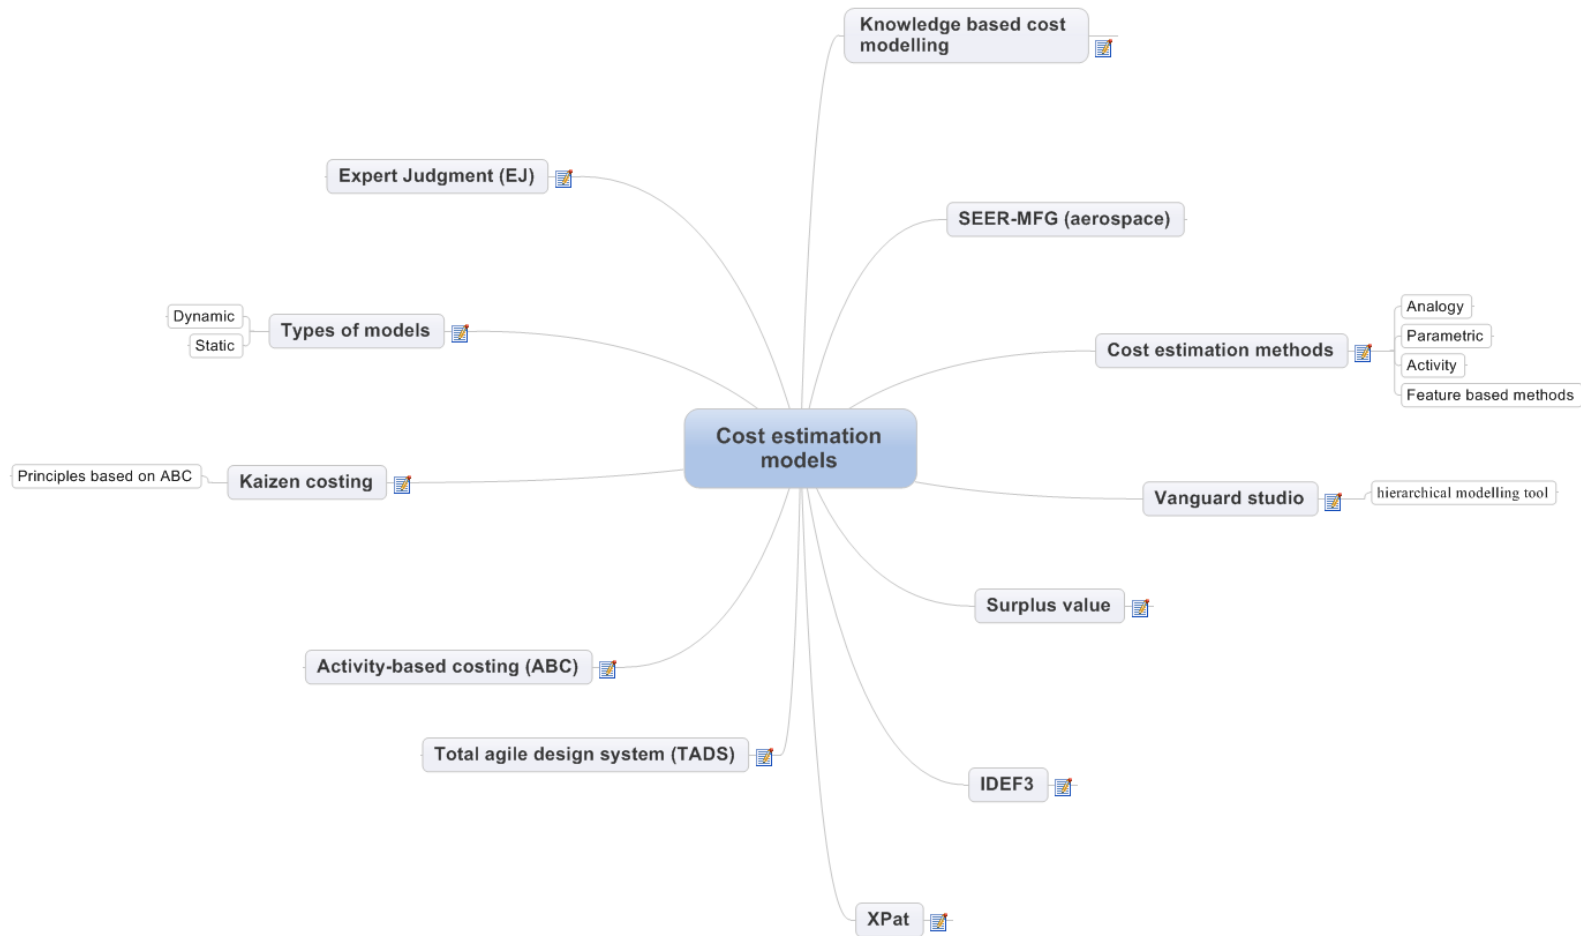 Knowledge based cost
modelling
Expert Judgment (EJ)
SEER-MFG (aerospace)
Dynamic
Static
Types of models
Cost estimation methods
Analogy
Parametric
Activity
Feature based methods
Cost estimation
models
Principles based on ABC
Kaizen costing
Vanguard studio
hierarchical modelling tool
Surplus value
Activity-based costing (ABC)
Total agile design system (TADS)
IDEF3
XPat